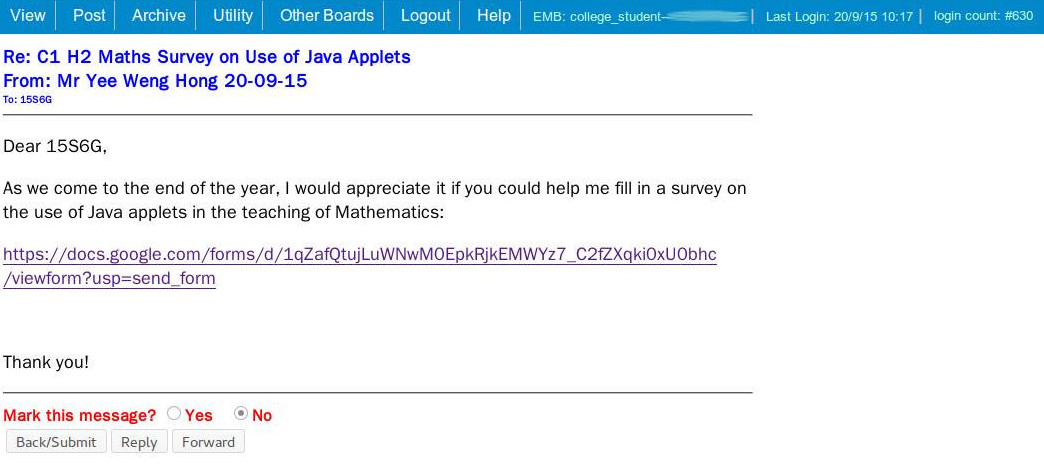 View Post Archive Utility Other Boards Logout Help EMB: college_student- | Last Login: 20/9/15 10:17 | login count: #630
Re: C1 H2 Maths Survey on Use of Java Applets
From: Mr Yee Weng Hong 20-09-15
To: 15S6G
Dear 15S6G,
As we come to the end of the year, I would appreciate it if you could help me fill in a survey on
the use of Java applets in the teaching of Mathematics:
https://docs.google.com/forms/d/1qZafQtujLuWNwM0EpkRjkEMWYz7_C2fZXqki0xU0bhc
/viewform?usp=send_form
Thank you!
Mark this message? Yes No
Back/Submit Reply Forward